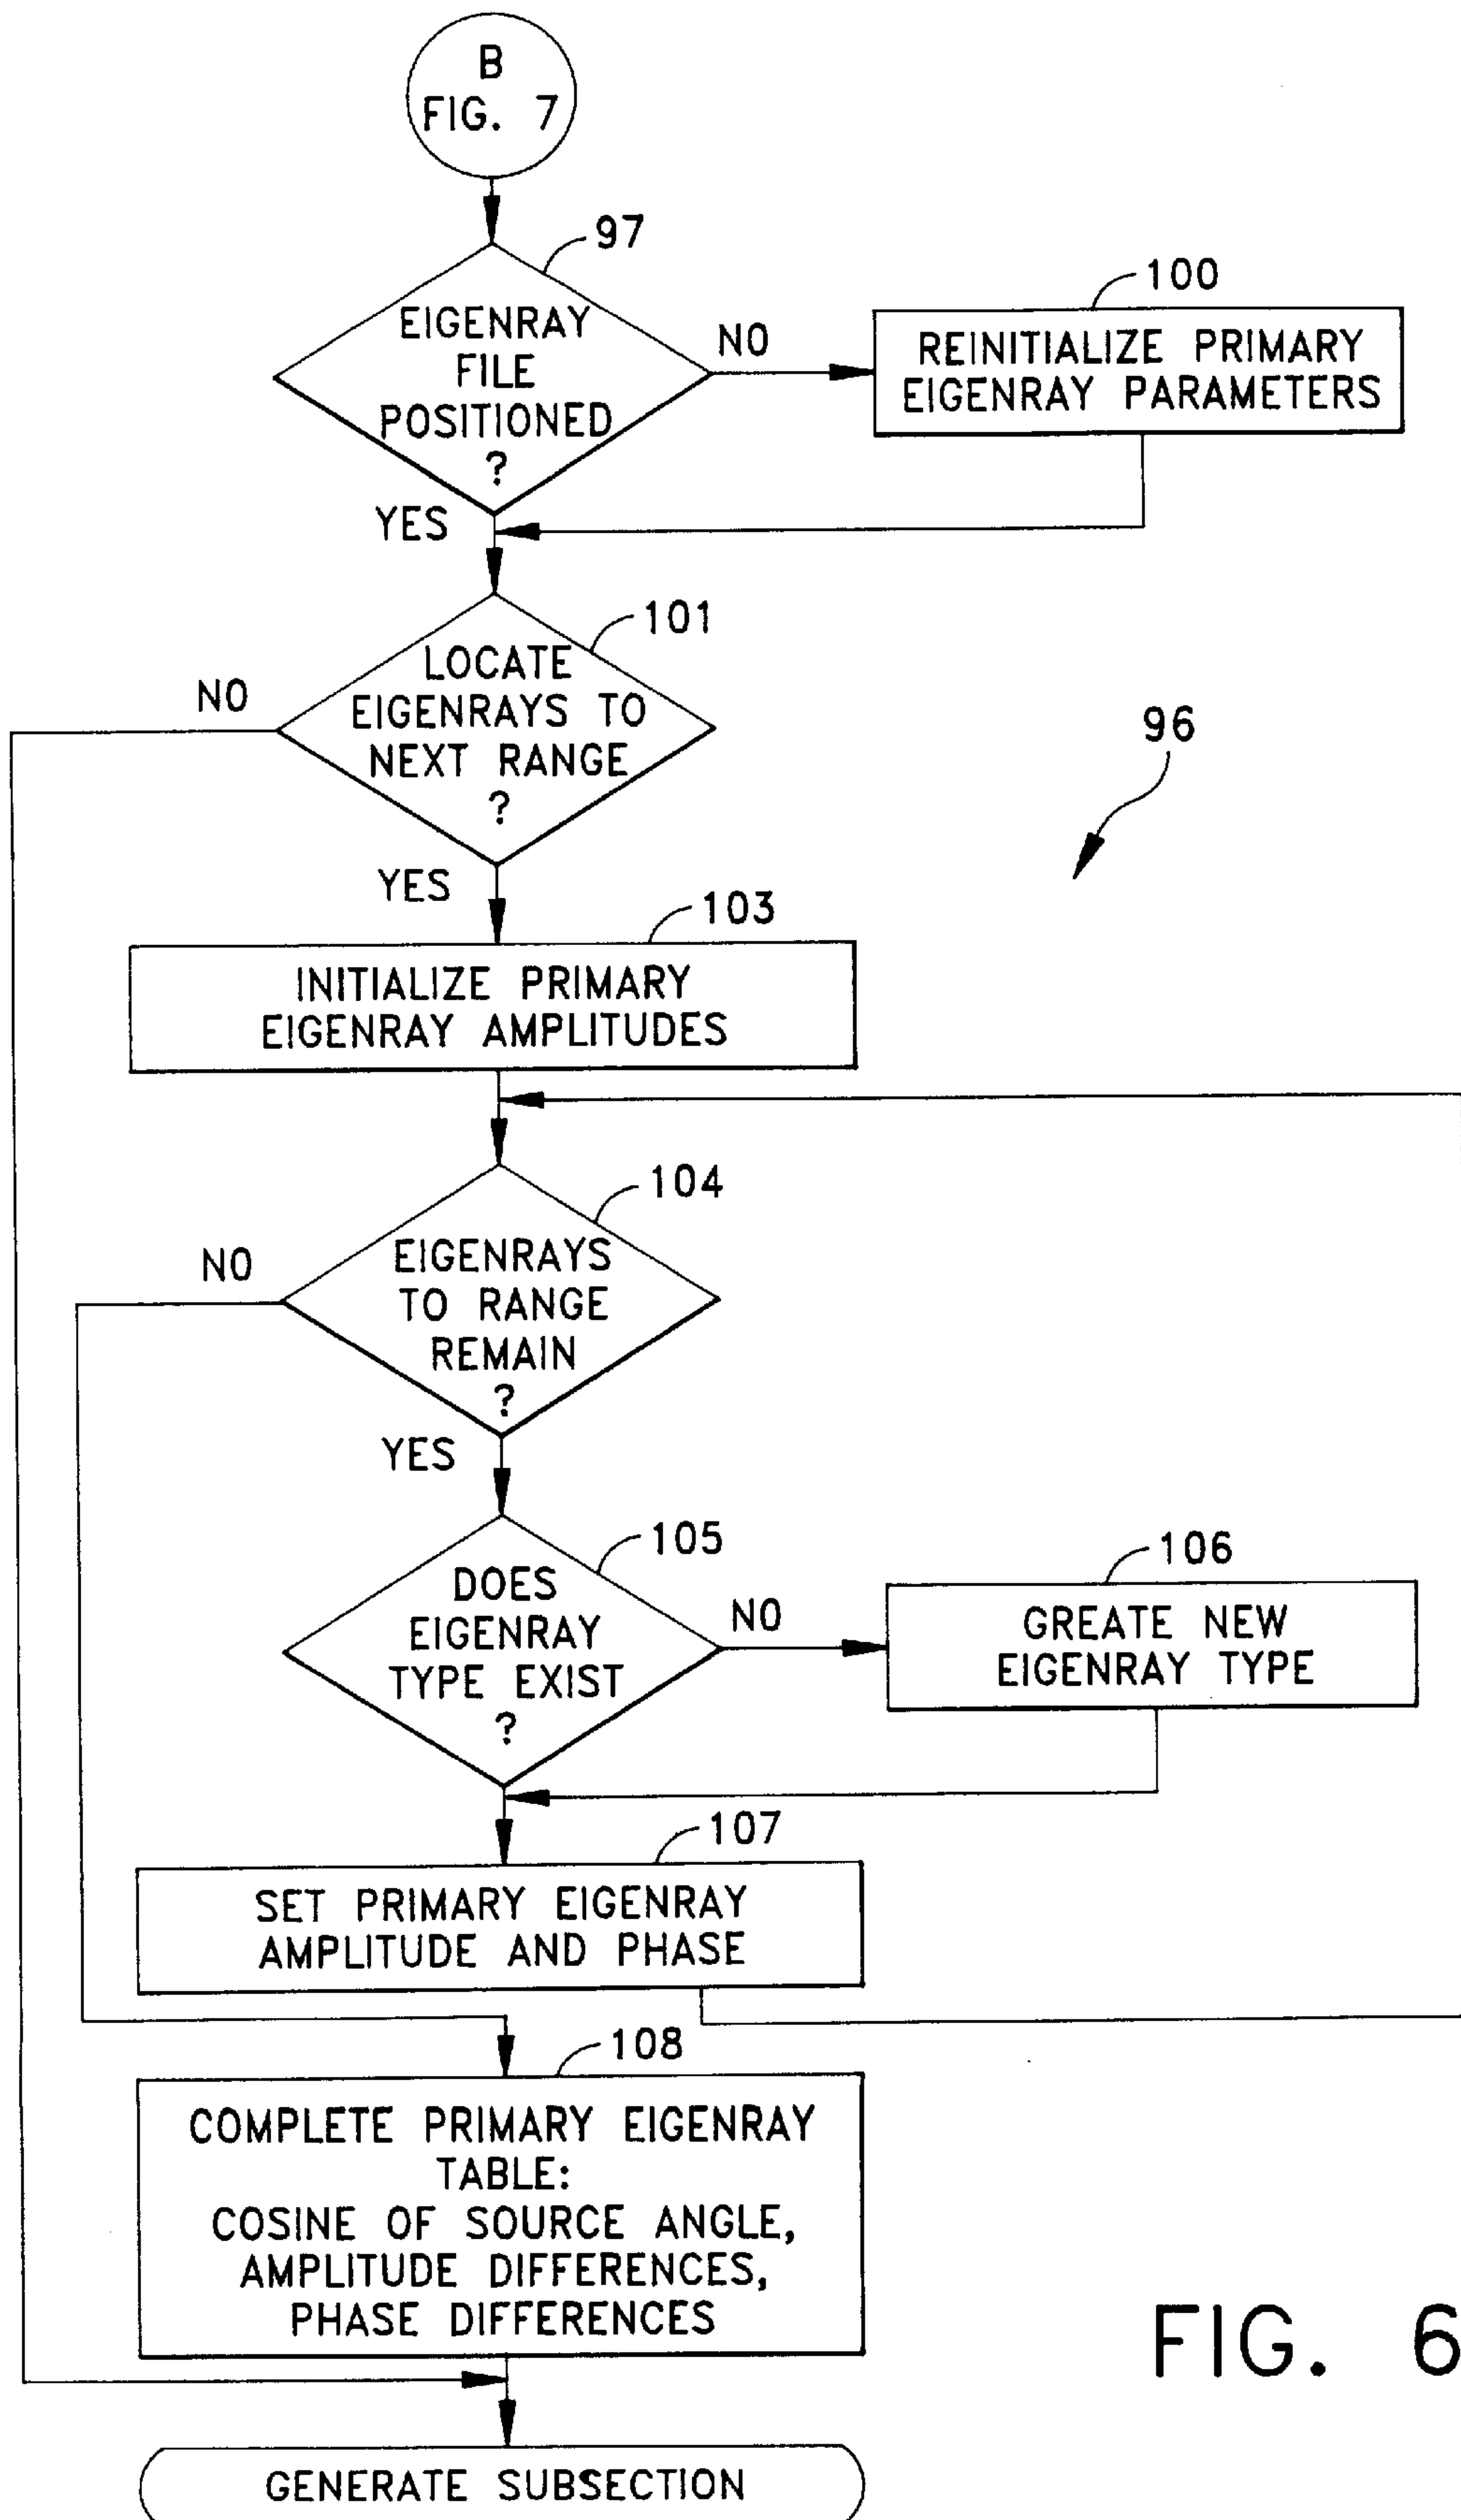 B
FIG. 7
97
EIGENRAY
FILE
POSITIONED
?
NO
100
REINITIALIZE PRIMARY
EIGENRAY PARAMETERS
YES
101
LOCATE
EIGENRAYS TO
NEXT RANGE
?
NO
96
YES
103
INITIALIZE PRIMARY
EIGENRAY AMPLITUDES
104
EIGENRAYS
TO RANGE
REMAIN
?
NO
YES
105
DOES
EIGENRAY
TYPE EXIST
?
NO
106
GREATE NEW
EIGENRAY TYPE
107
SET PRIMARY EIGENRAY
AMPLITUDE AND PHASE
108
COMPLETE PRIMARY EIGENRAY
TABLE:
COSINE OF SOURCE ANGLE,
AMPLITUDE DIFFERENCES,
PHASE DIFFERENCES
FIG. 6
GENERATE SUBSECTION